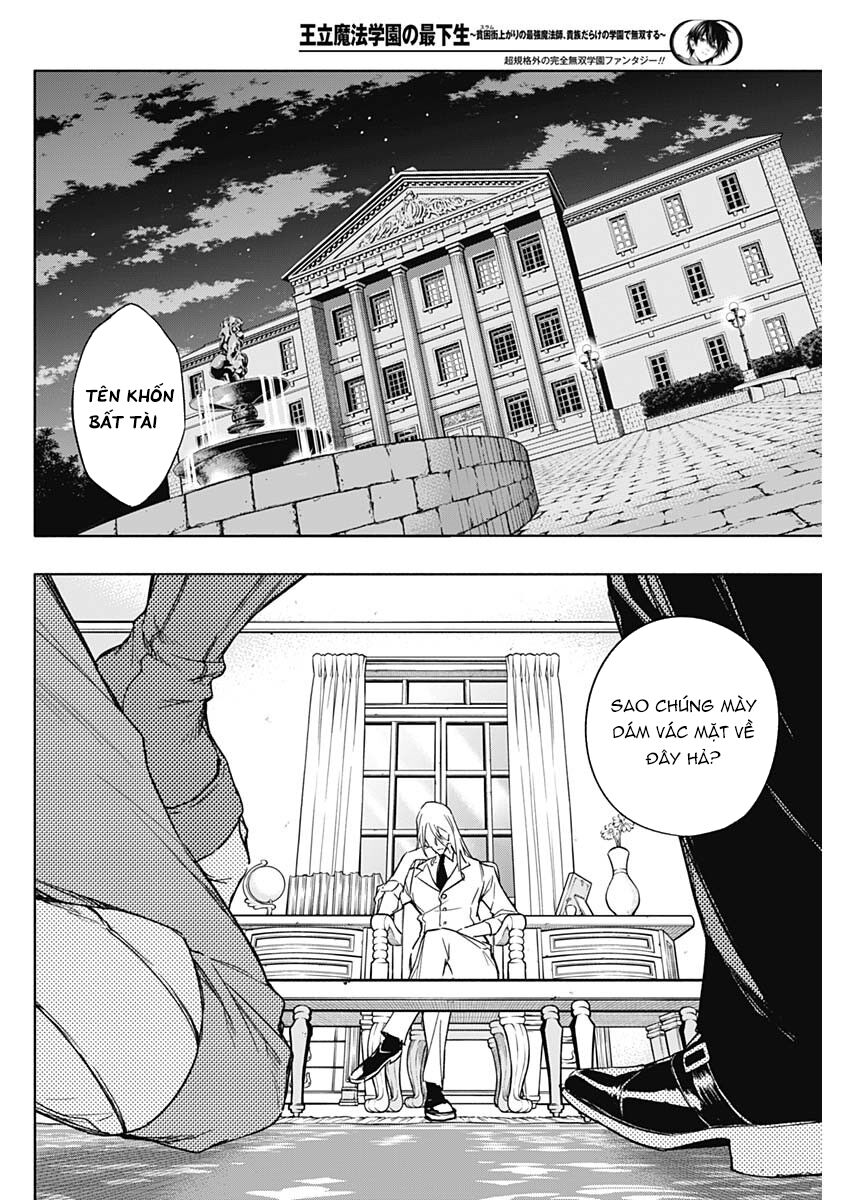 王立魔法学園の最下生～貧困街上がりの最強魔法師、貴族だらけの学園で無双する～
スラム
超規格外の完全無双学園ファンタジー!!
TÊN KHỐN
BẤT TÀI
SAO CHÚNG MÀY
DÁM VÁC MẶT VỀ
ĐÂY HẢ?